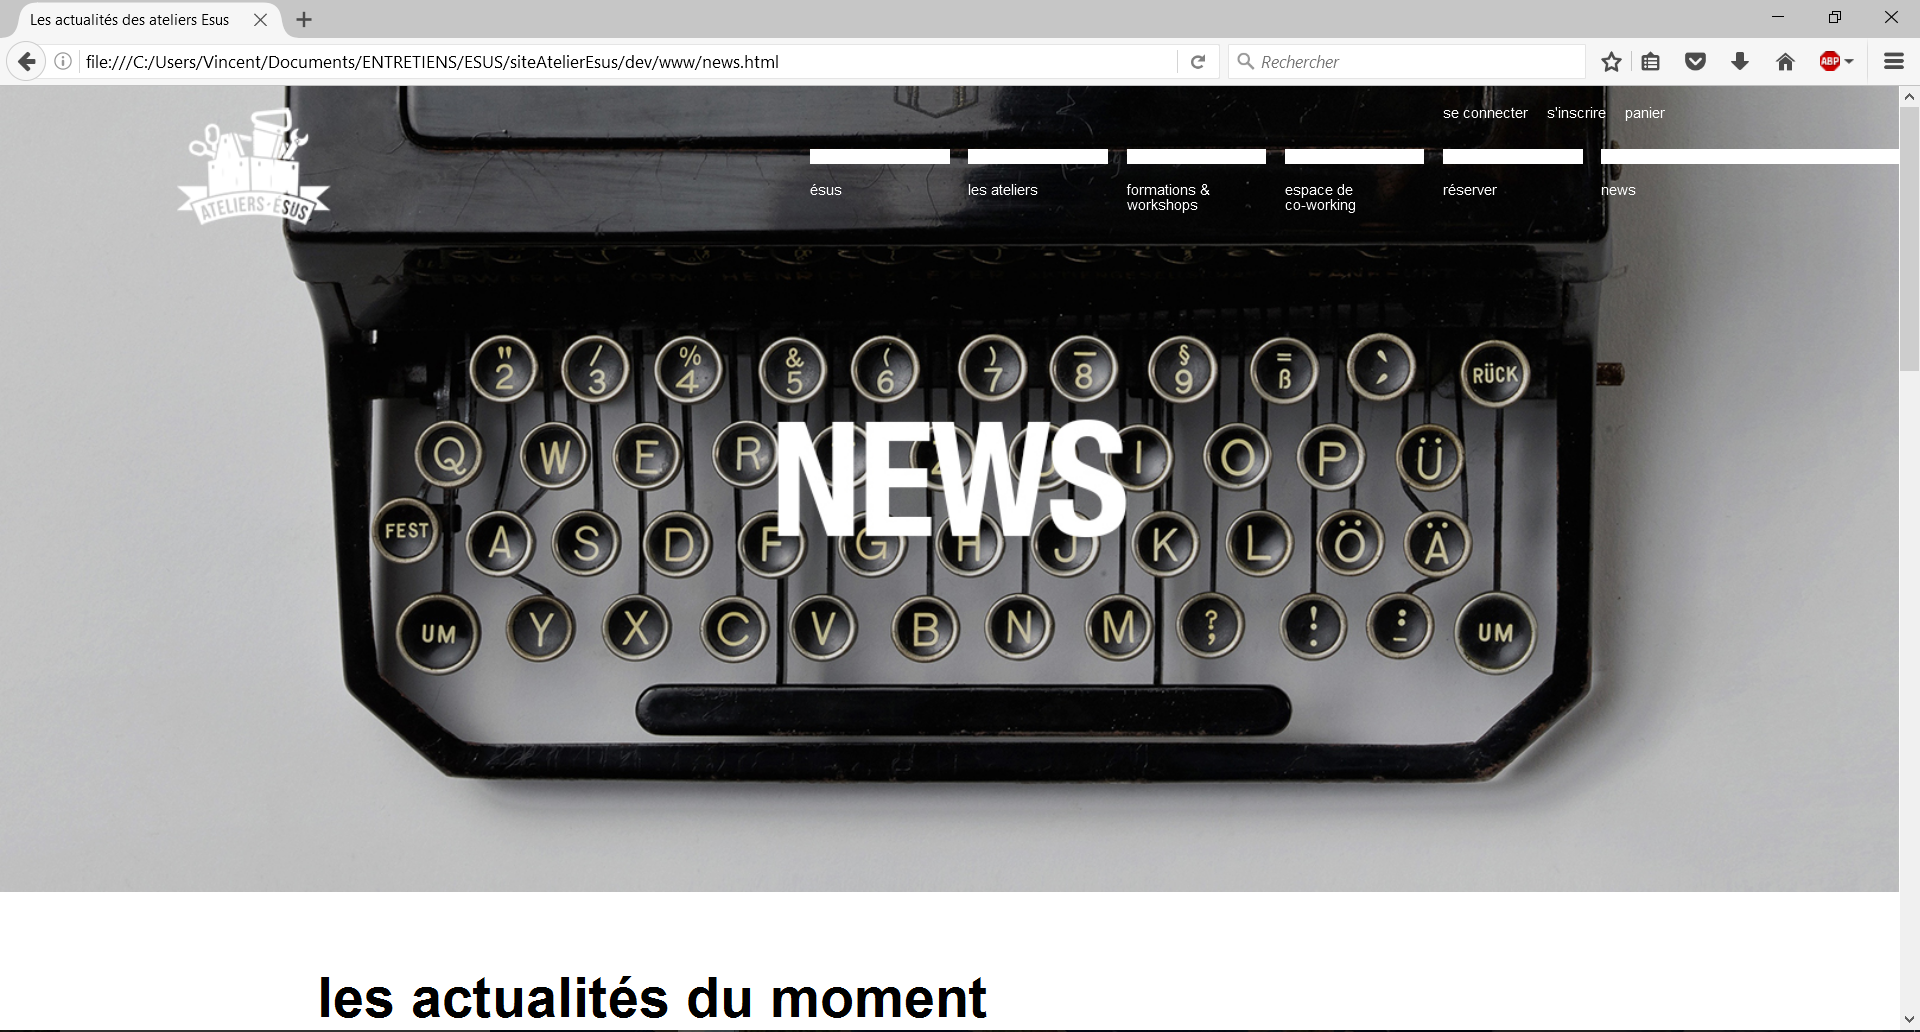 Les actualités des ateliers Esus
file:///C:/Users/Vincent/Documents/ENTRETIENS/ESUS/siteAtelierEsus/dev/www/news.html
Rechercher
ABP
se connecter s'inscrire panier
ATELIERS·ÉSUS
ésus les ateliers formations & workshops espace de co-working réserver news
" 2 / 3 % 4 & 5 ( 6 ) 7 — 8 § 9 = ß RÜCK
Q W E R I O P Ü
NEWS
FEST A S D F G H J K L Ö Ä
UM Y X C V B N M ? ; ! . UM
les actualités du moment